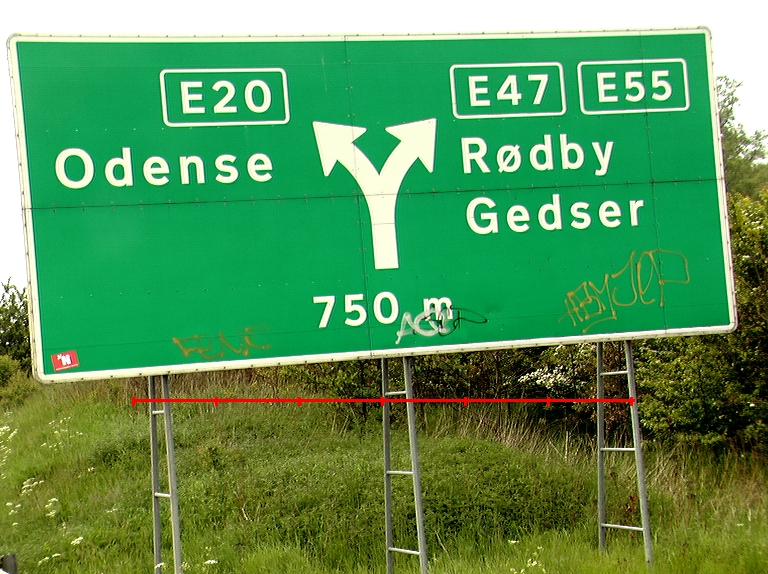 E20
Odense
E47 E55
Rødby
Gedser
750 m